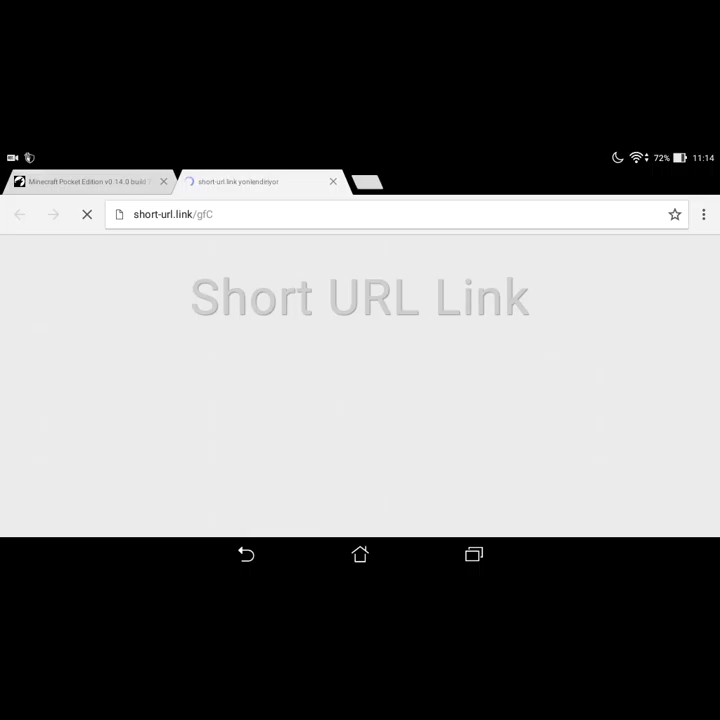 72% 11:14
Minecraft Pocket Edition v0.14.0 build
short-url.link yonlendiriyor
short-url.link/gfC
Short URL Link